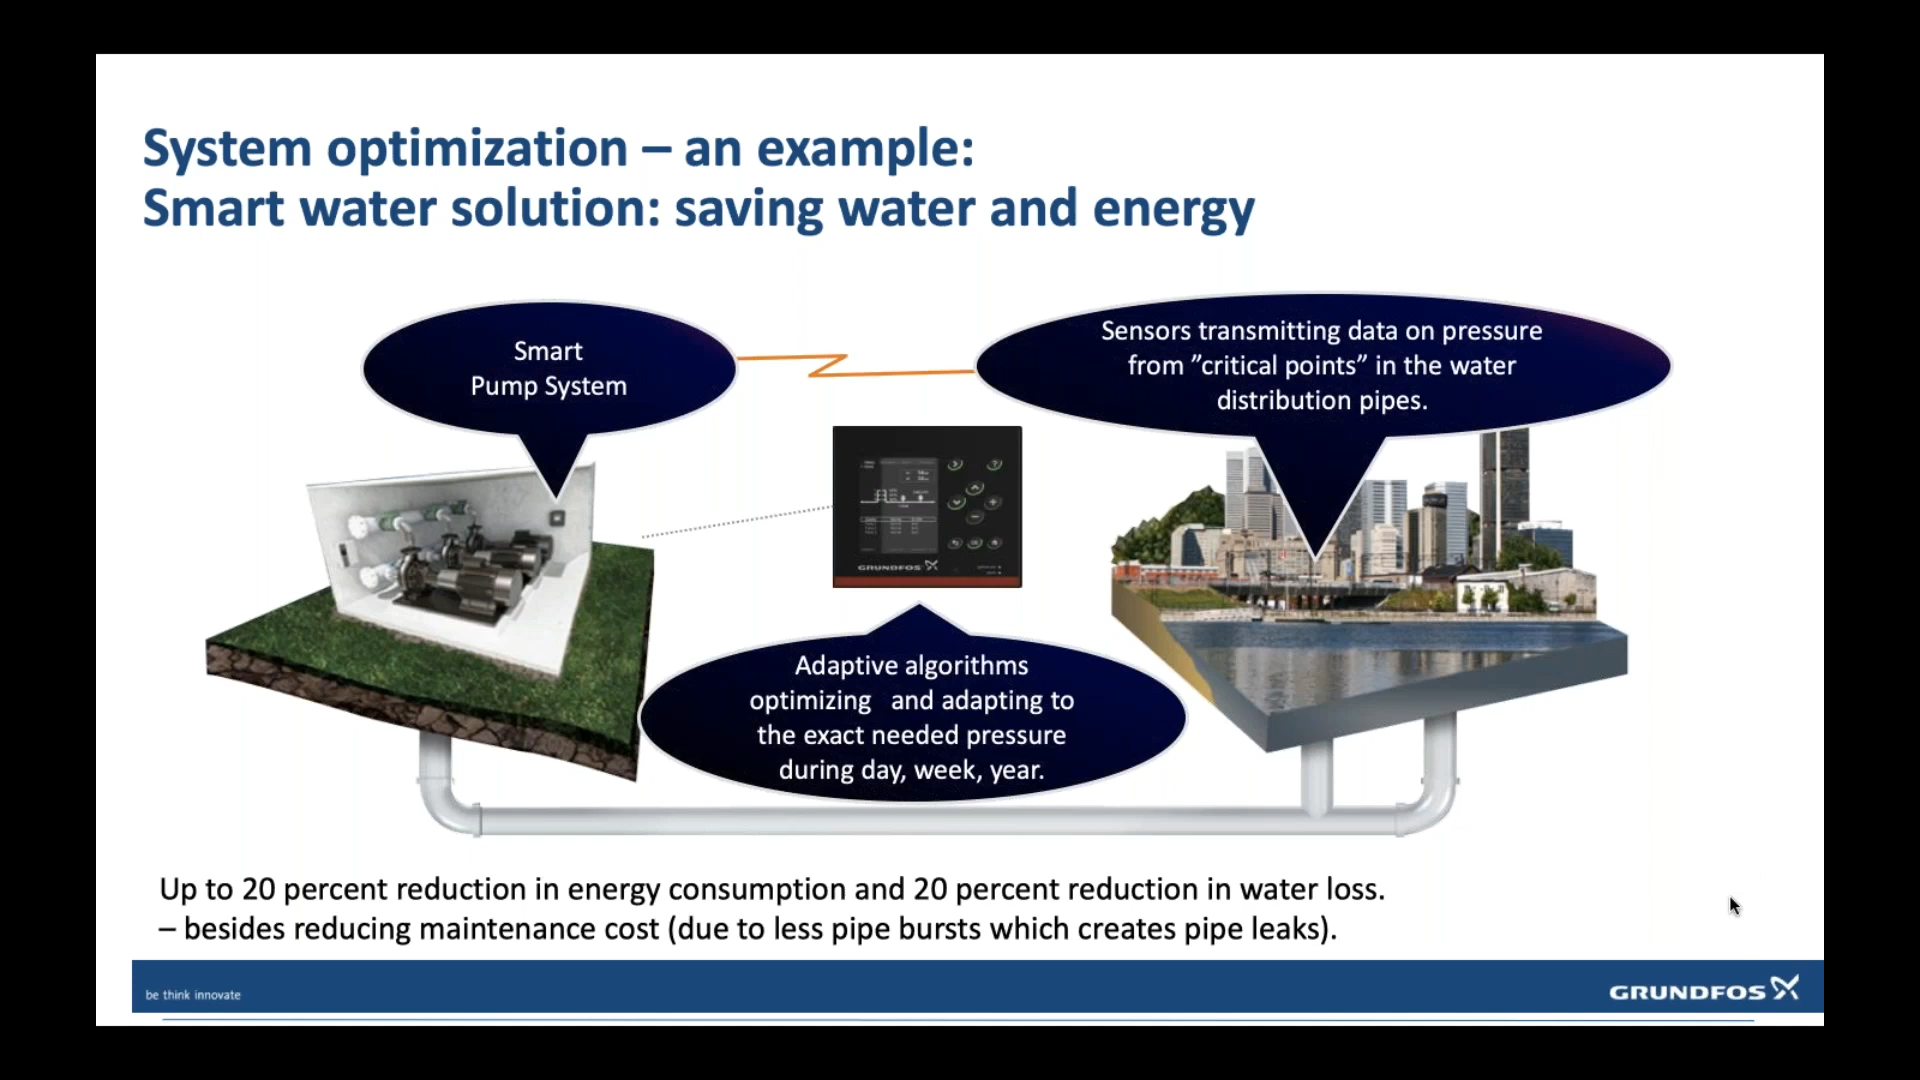 System optimization – an example:
Smart water solution: saving water and energy
Smart
Pump System
Sensors transmitting data on pressure
from ”critical points” in the water
distribution pipes.
GRUNDFOS
Adaptive algorithms
optimizing and adapting to
the exact needed pressure
during day, week, year.
Up to 20 percent reduction in energy consumption and 20 percent reduction in water loss.
– besides reducing maintenance cost (due to less pipe bursts which creates pipe leaks).
be think innovate
GRUNDFOS